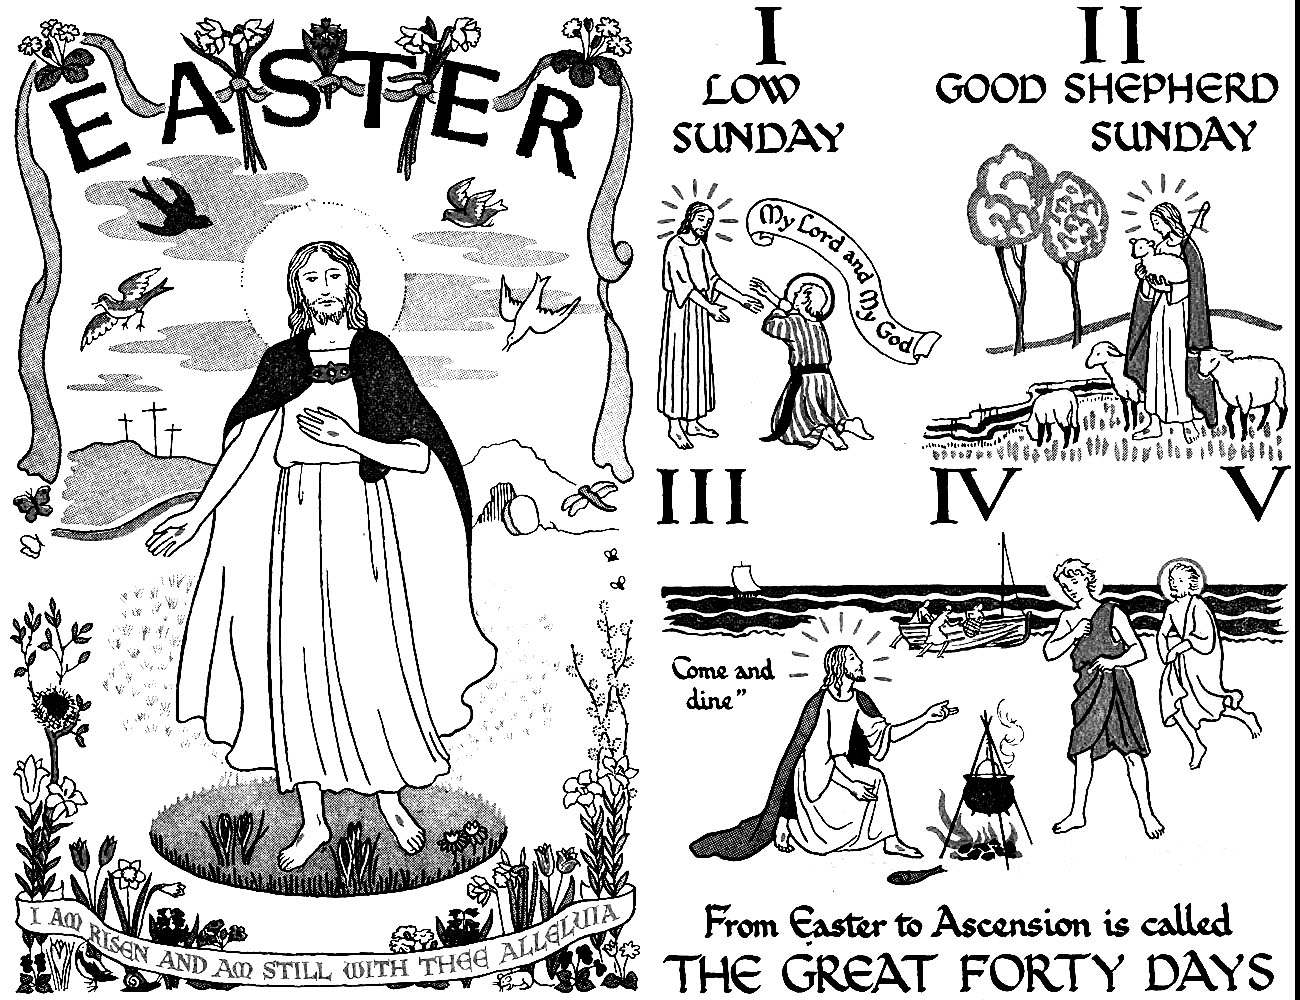 EASTER
I AM RISEN AND AM STILL WITH THEE ALLELUIA
I
LOW
SUNDAY
My Lord and My God
II
GOOD SHEPHERD
SUNDAY
III
IV
V
Come and
dine"
From Easter to Ascension is called
THE GREAT FORTY DAYS